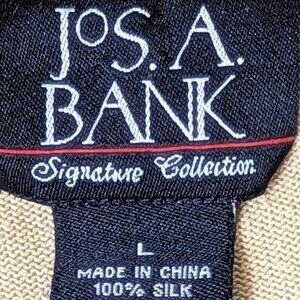 JOS. A.
BANK
Signature Collection
L
MADE IN CHINA
100% SILK